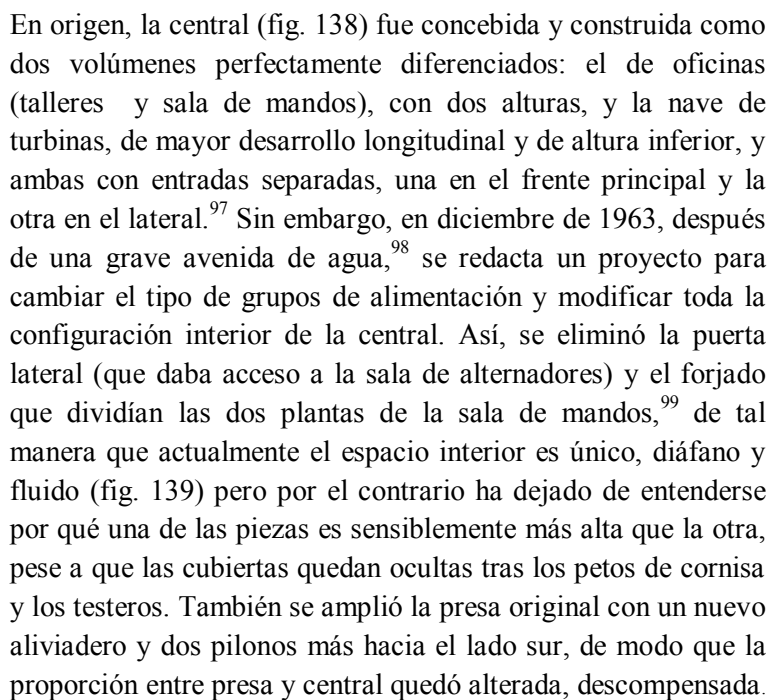 En origen, la central (fig. 138) fue concebida y construida como
dos volúmenes perfectamente diferenciados: el de oficinas
(talleres y sala de mandos), con dos alturas, y la nave de
turbinas, de mayor desarrollo longitudinal y de altura inferior, y
ambas con entradas separadas, una en el frente principal y la
otra en el lateral.97 Sin embargo, en diciembre de 1963, después
de una grave avenida de agua,98 se redacta un proyecto para
cambiar el tipo de grupos de alimentación y modificar toda la
configuración interior de la central. Así, se eliminó la puerta
lateral (que daba acceso a la sala de alternadores) y el forjado
que dividían las dos plantas de la sala de mandos,99 de tal
manera que actualmente el espacio interior es único, diáfano y
fluido (fig. 139) pero por el contrario ha dejado de entenderse
por qué una de las piezas es sensiblemente más alta que la otra,
pese a que las cubiertas quedan ocultas tras los petos de cornisa
y los testeros. También se amplió la presa original con un nuevo
aliviadero y dos pilonos más hacia el lado sur, de modo que la
proporción entre presa y central quedó alterada, descompensada.